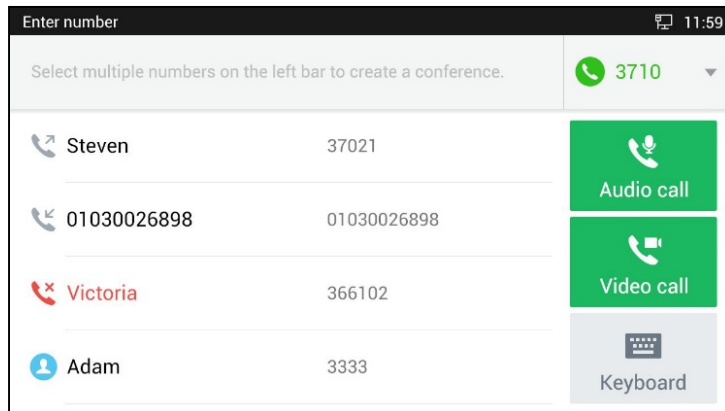 Enter number 11:59
Select multiple numbers on the left bar to create a conference. 3710
Steven 37021
Audio call
01030026898 01030026898
Video call
Victoria 366102
Adam 3333
Keyboard